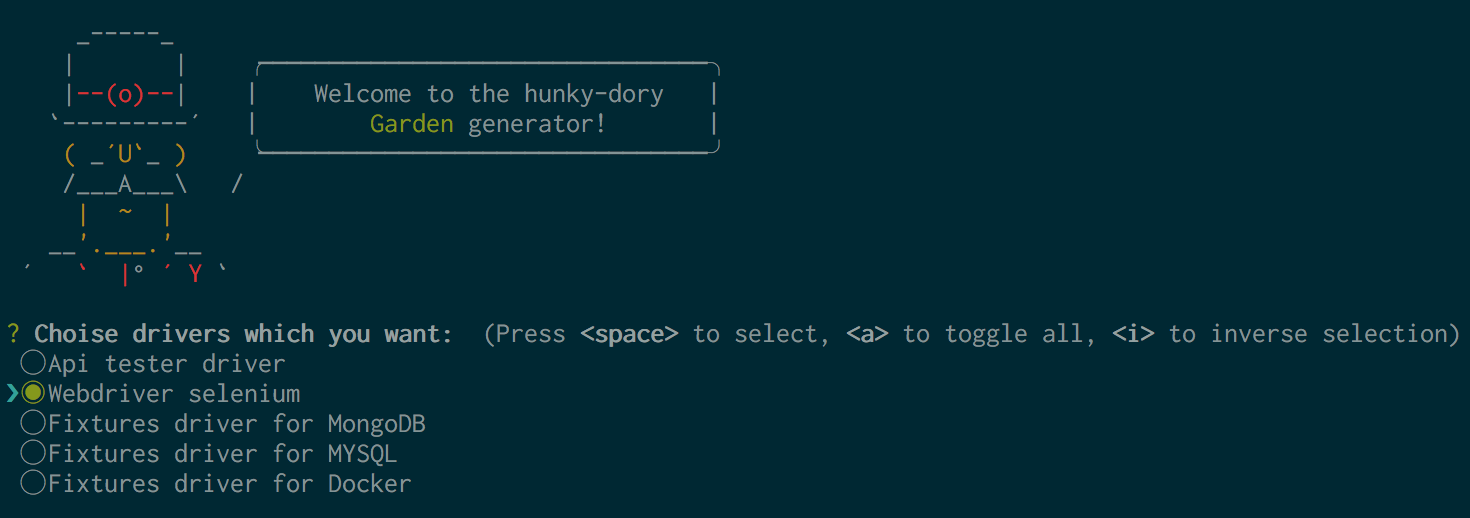 Welcome to the hunky-dory
Garden generator!
? Choise drivers which you want: (Press <space> to select, <a> to toggle all, <i> to inverse selection)
◯Api tester driver
❯◉Webdriver selenium
◯Fixtures driver for MongoDB
◯Fixtures driver for MYSQL
◯Fixtures driver for Docker